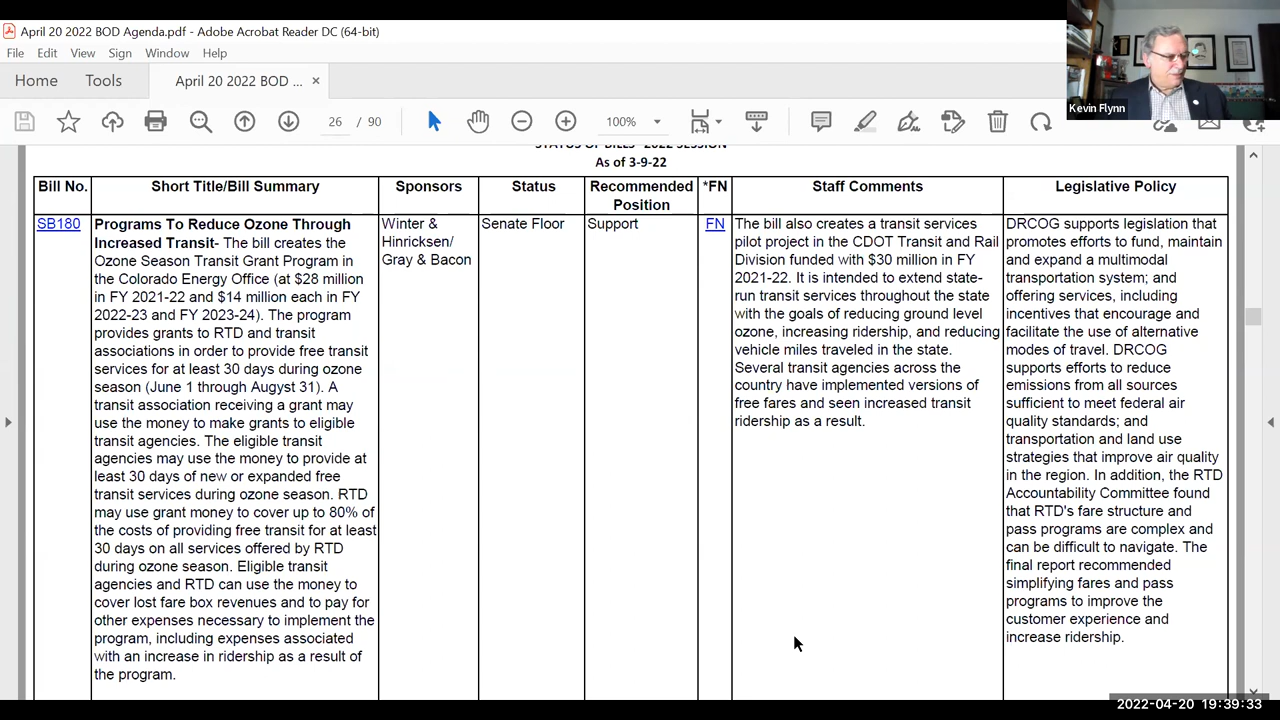 April 20 2022 BOD Agenda.pdf - Adobe Acrobat Reader DC (64-bit)
File Edit View Sign Window Help
Home Tools April 20 2022 BOD ... ×
26 / 90 100%
Kevin Flynn
STATUS OF BILLS--2022 SESSION
As of 3-9-22
Bill No. Short Title/Bill Summary Sponsors Status Recommended Position *FN Staff Comments Legislative Policy
SB180
Programs To Reduce Ozone Through
Increased Transit- The bill creates the
Ozone Season Transit Grant Program in
the Colorado Energy Office (at $28 million
in FY 2021-22 and $14 million each in FY
2022-23 and FY 2023-24). The program
provides grants to RTD and transit
associations in order to provide free transit
services for at least 30 days during ozone
season (June 1 through Augyst 31). A
transit association receiving a grant may
use the money to make grants to eligible
transit agencies. The eligible transit
agencies may use the money to provide at
least 30 days of new or expanded free
transit services during ozone season. RTD
may use grant money to cover up to 80% of
the costs of providing free transit for at least
30 days on all services offered by RTD
during ozone season. Eligible transit
agencies and RTD can use the money to
cover lost fare box revenues and to pay for
other expenses necessary to implement the
program, including expenses associated
with an increase in ridership as a result of
the program.
Winter &
Hinricksen/
Gray & Bacon
Senate Floor
Support
FN
The bill also creates a transit services
pilot project in the CDOT Transit and Rail
Division funded with $30 million in FY
2021-22. It is intended to extend state-
run transit services throughout the state
with the goals of reducing ground level
ozone, increasing ridership, and reducing
vehicle miles traveled in the state.
Several transit agencies across the
country have implemented versions of
free fares and seen increased transit
ridership as a result.
DRCOG supports legislation that
promotes efforts to fund, maintain
and expand a multimodal
transportation system; and
offering services, including
incentives that encourage and
facilitate the use of alternative
modes of travel. DRCOG
supports efforts to reduce
emissions from all sources
sufficient to meet federal air
quality standards; and
transportation and land use
strategies that improve air quality
in the region. In addition, the RTD
Accountability Committee found
that RTD's fare structure and
pass programs are complex and
can be difficult to navigate. The
final report recommended
simplifying fares and pass
programs to improve the
customer experience and
increase ridership.
2022-04-20 19:39:33